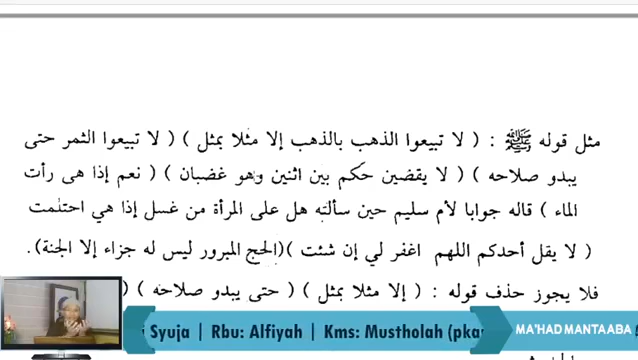 مثل قوله ﷺ : ( لا تبيعوا الذهب بالذهب إلا مثلا بمثل ) ( لا تبيعوا الثمر حتى
يبدو صلاحه ) ( لا يقضين حكم بين اثنين وهو غضبان ) ( نعم إذا هى رأت
الماء ) قاله جوابا لأم سليم حين سألته هل على المرأة من غسل إذا هي احتلمت
( لا يقل أحدكم اللهم اغفر لي إن شئت )(الحج المبرور ليس له جزاء إلا الجنة).
فلا يجوز حذف قوله : ( إلا مثلا بمثل ) ( حتى يبدو صلاحه ) (
Syuja | Rbu: Alfiyah | Kms: Mustholah (pka
MA'HAD MANTAABA